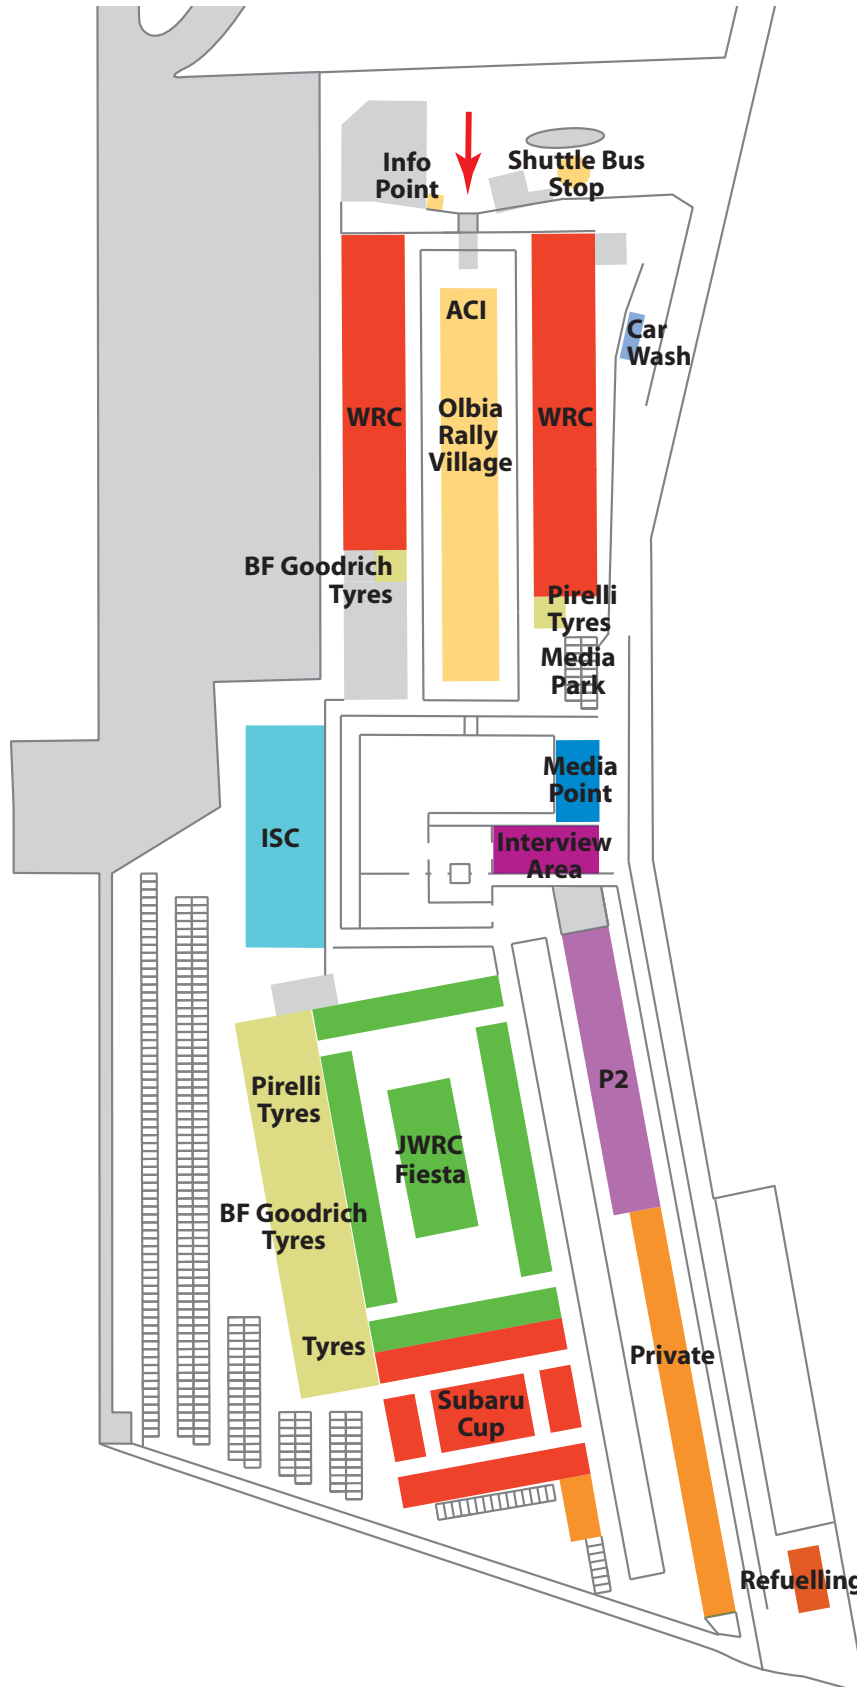 Info
Point
Shuttle Bus
Stop
ACI
Car
Wash
WRC
Olbia
Rally
Village
WRC
BF Goodrich
Tyres
Pirelli
Tyres
Media
Park
Media
Point
ISC
Interview
Area
Pirelli
Tyres
P2
JWRC
Fiesta
BF Goodrich
Tyres
Tyres
Private
Subaru
Cup
Refuelling